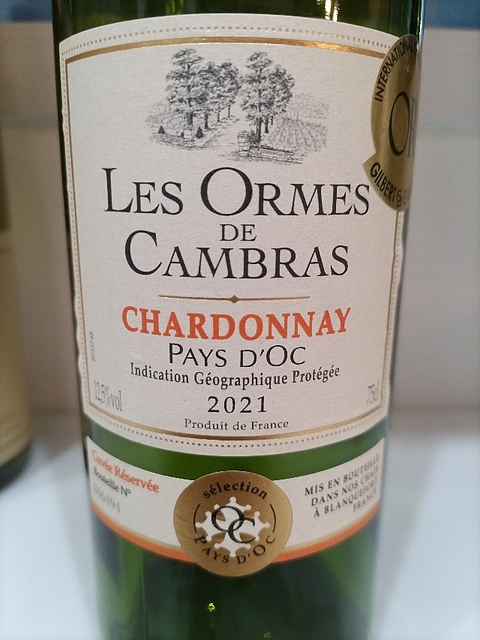 LES ORMES
DE
CAMBRAS
CHARDONNAY
PAYS D'OC
Indication Géographique Protégée
12,5%vol
2021
75cl
Produit de France
Cuvée Réservée
Bouteille N°
sélection
OC
PAYS D'OC
MIS EN BOUTEILLE
DANS NOS CHAIS
À BLANQUEFORT
FRANCE
INTERNATIONAL
GILBERT &